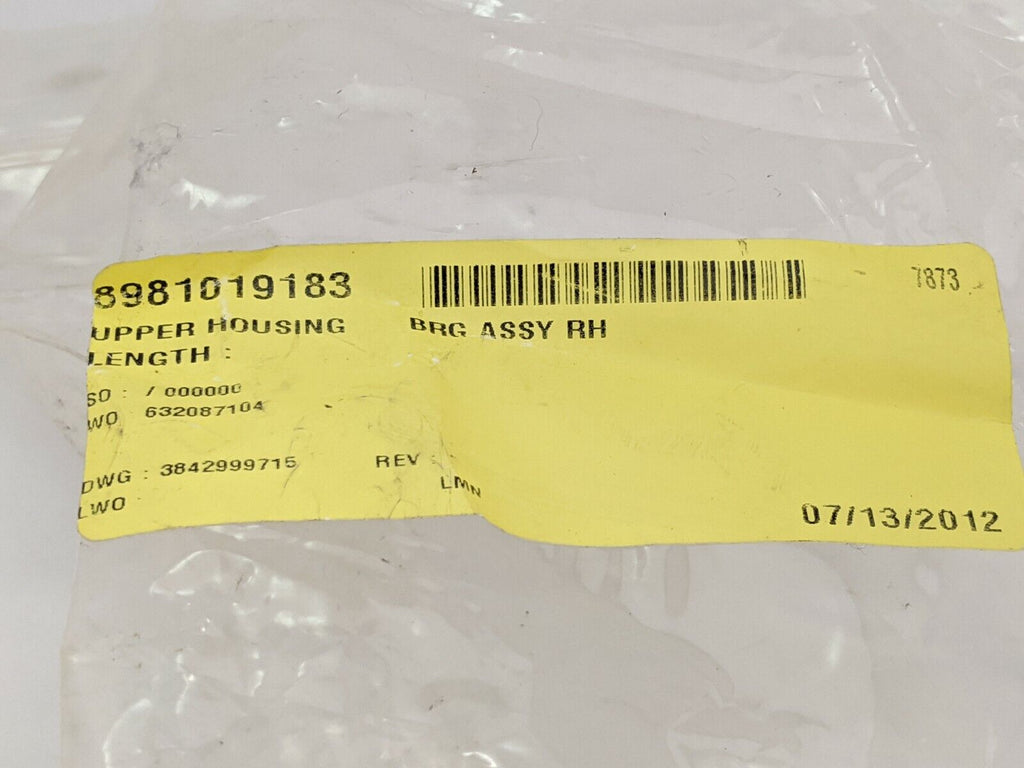 8981019183 7873
UPPER HOUSING BRG ASSY RH
LENGTH :
SO : / 000000
WO 632087104
DWG : 3842999715 REV :
LWO LMN
07/13/2012